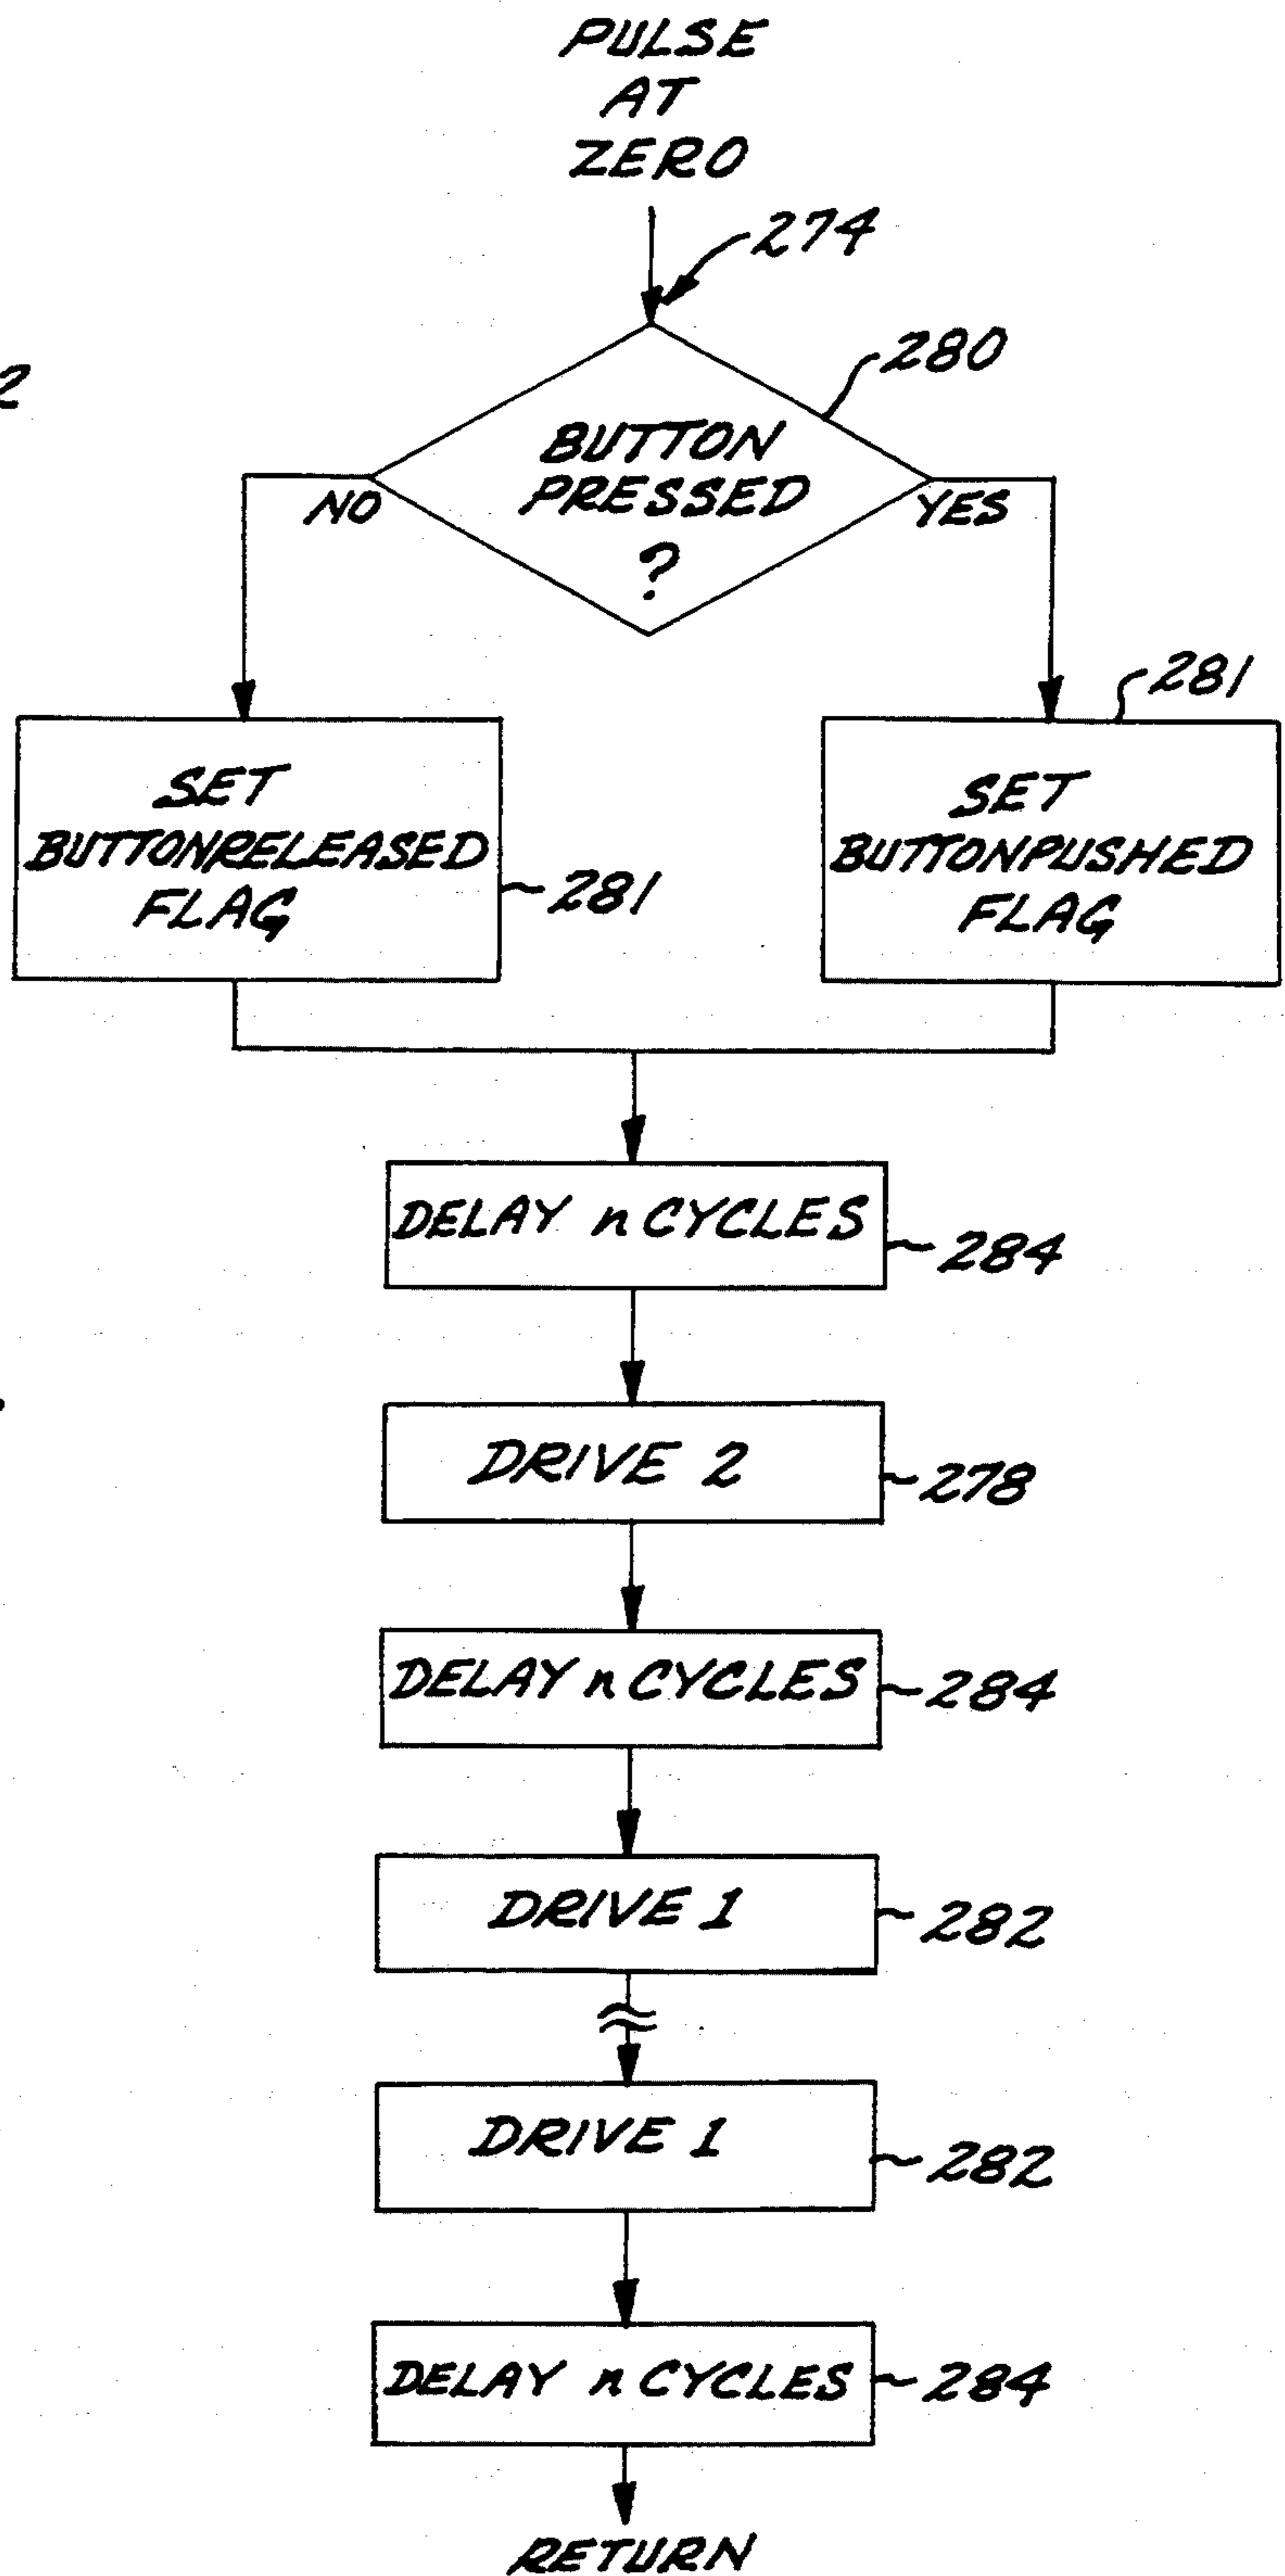 PULSE
AT
ZERO
274
280
2
BUTTON
PRESSED
?
NO
YES
281
SET
BUTTONRELEASED
FLAG
281
SET
BUTTONPUSHED
FLAG
DELAY n CYCLES
284
DRIVE 2
278
DELAY n CYCLES
284
DRIVE 1
282
DRIVE 1
282
DELAY n CYCLES
284
RETURN